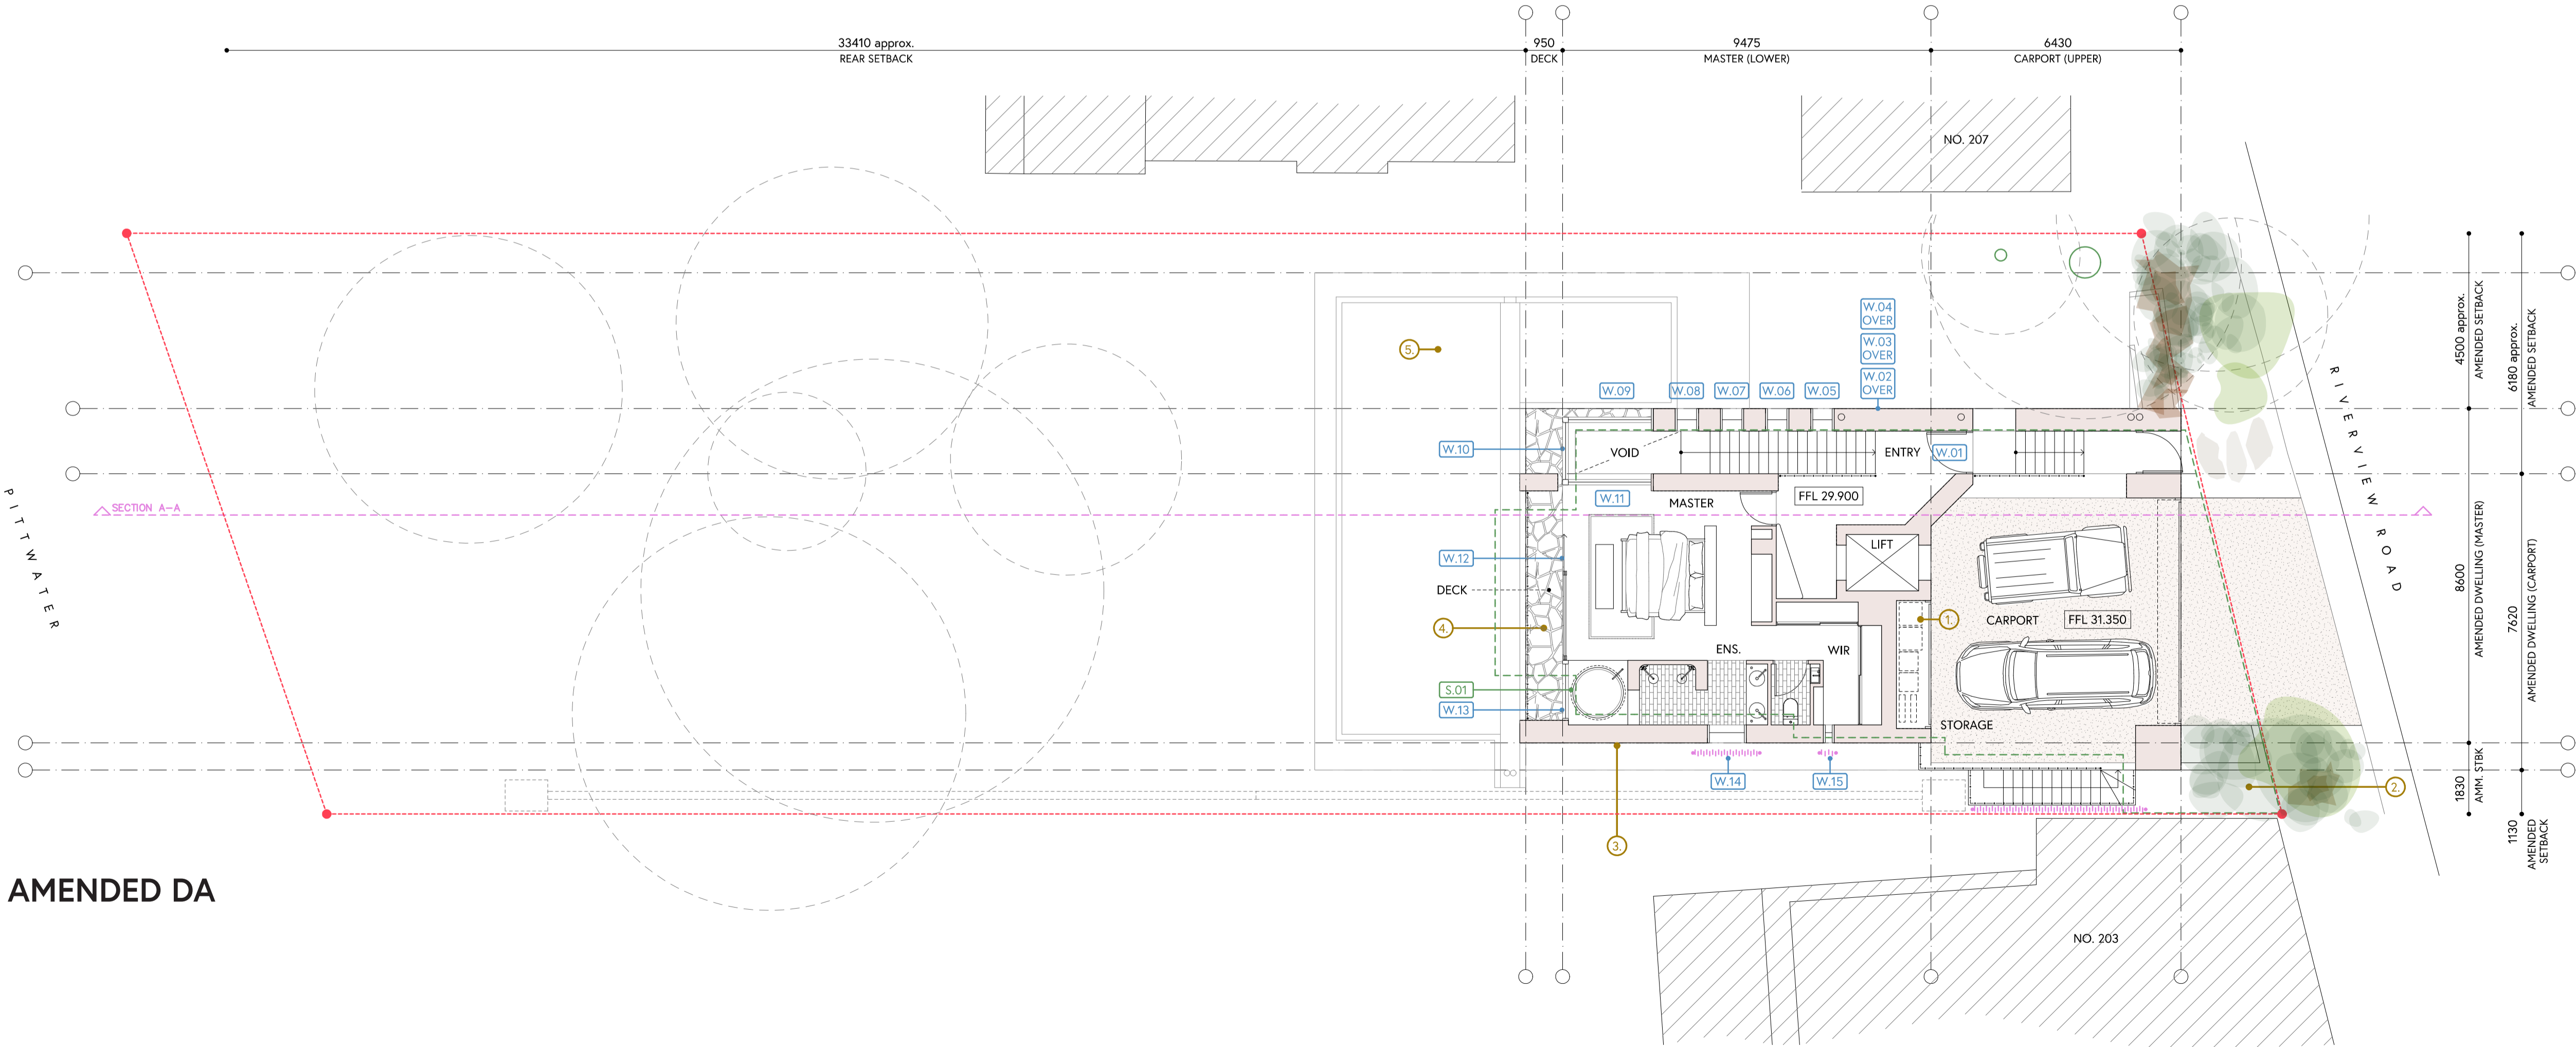 33410 approx.
REAR SETBACK
950
DECK
9475
MASTER (LOWER)
6430
CARPORT (UPPER)
NO. 207
W.04
OVER
W.03
OVER
W.02
OVER
5.
W.09
W.08
W.07
W.06
W.05
W.10
VOID
ENTRY
W.01
W.11
MASTER
FFL 29.900
SECTION A-A
LIFT
W.12
DECK
4.
1.
CARPORT
FFL 31.350
ENS.
WIR
S.01
W.13
STORAGE
W.14
W.15
2.
3.
PITTWATER
RIVERVIEW ROAD
4500 approx.
AMENDED SETBACK
6180 approx.
AMENDED SETBACK
8600
AMENDED DWELLING (MASTER)
7620
AMENDED DWELLING (CARPORT)
1830
AMM. STBK
1130
AMENDED
SETBACK
AMENDED DA
NO. 203